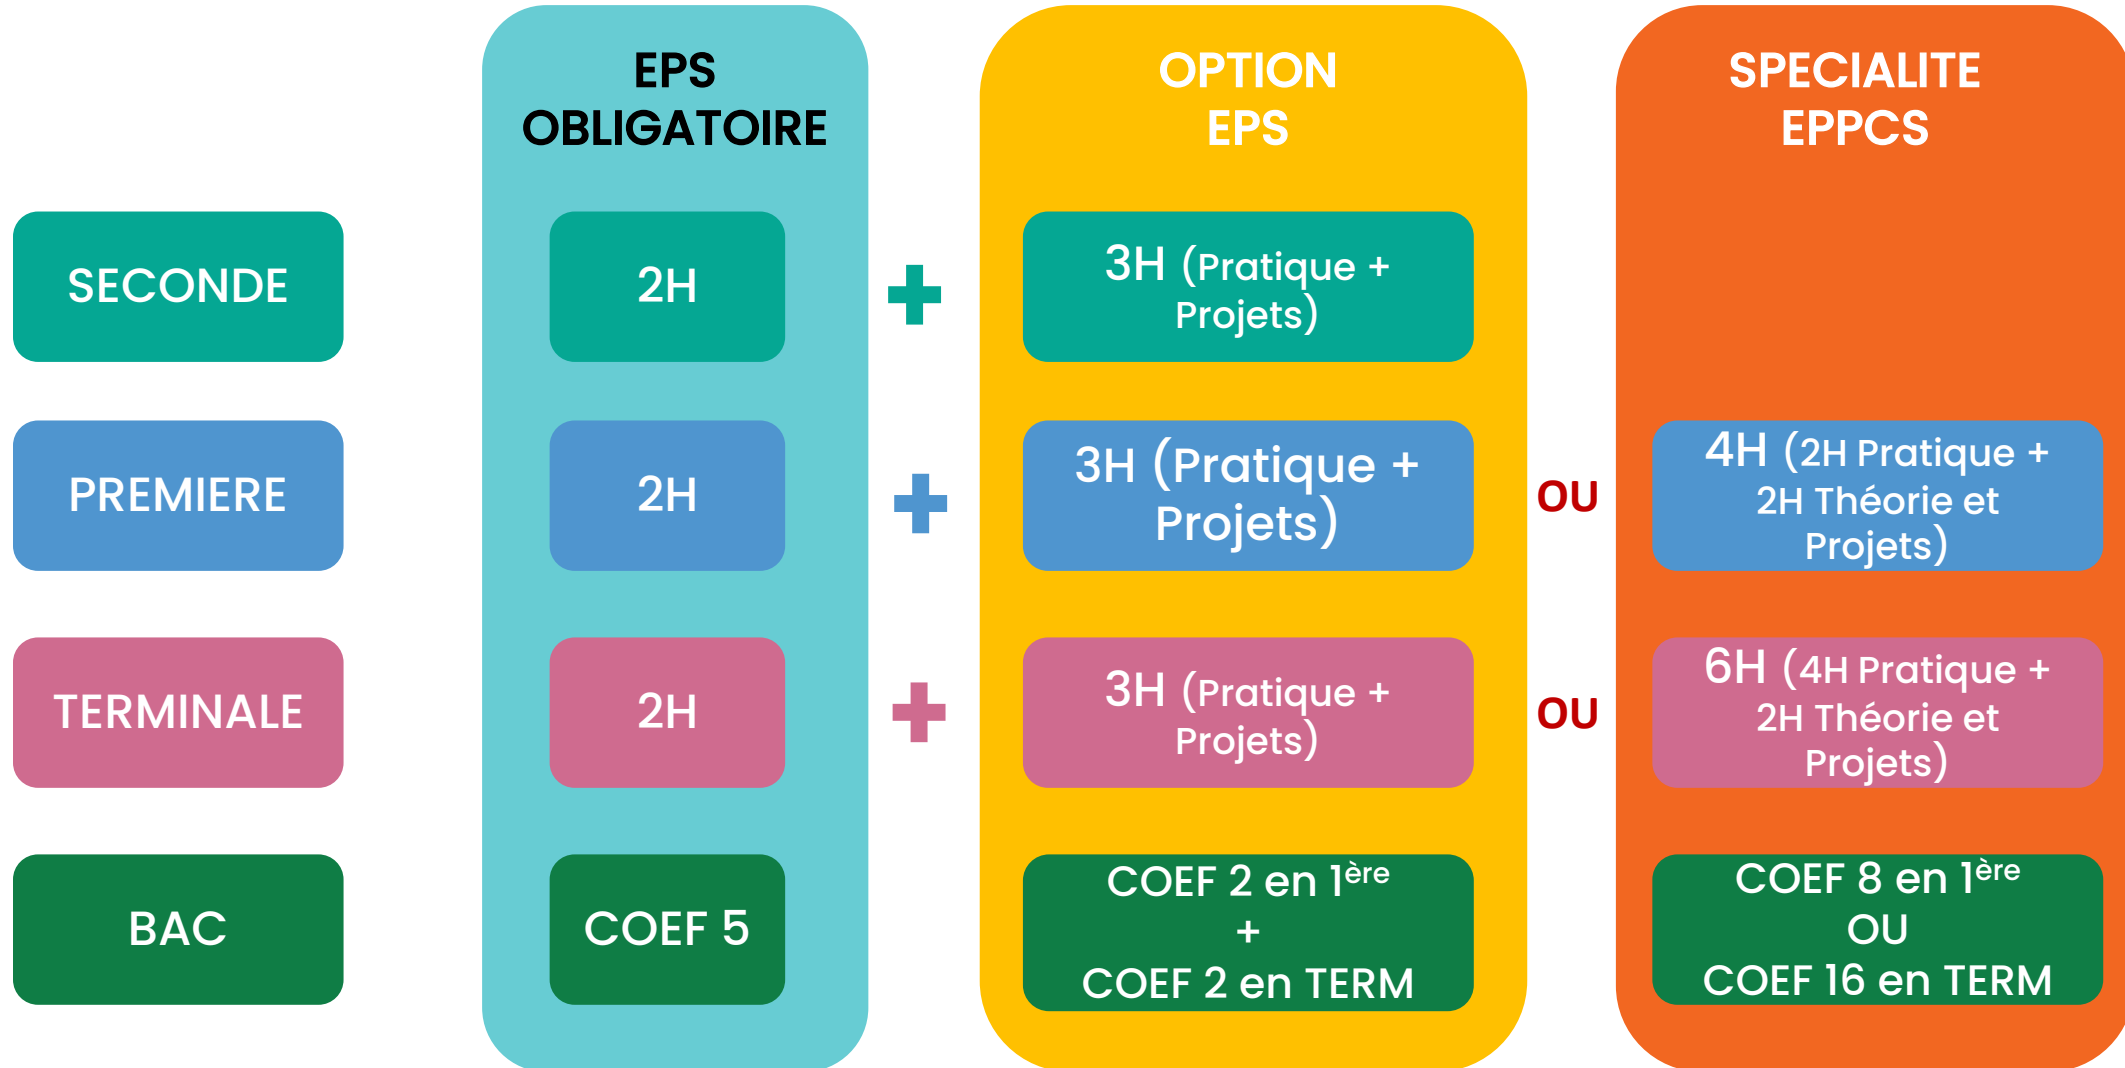 EPS
OBLIGATOIRE
OPTION
EPS
SPECIALITE
EPPCS
SECONDE
2H
3H (Pratique +
Projets)
PREMIERE
2H
3H (Pratique +
Projets)
OU
4H (2H Pratique +
2H Théorie et
Projets)
TERMINALE
2H
3H (Pratique +
Projets)
OU
6H (4H Pratique +
2H Théorie et
Projets)
BAC
COEF 5
COEF 2 en 1ère
+
COEF 2 en TERM
COEF 8 en 1ère
OU
COEF 16 en TERM